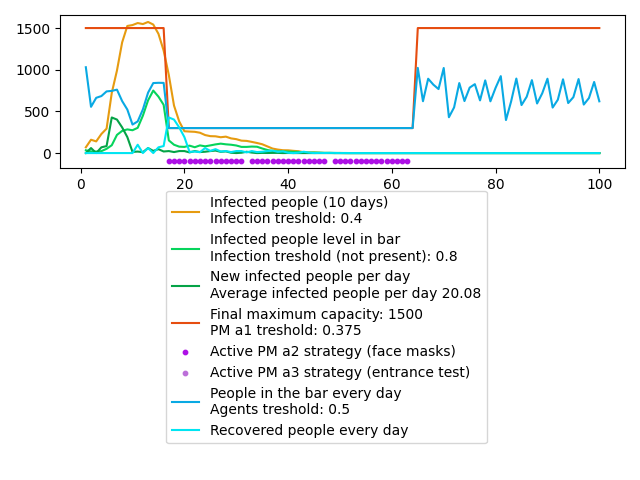 1500
1000
500
0
0 20 40 60 80 100
Infected people (10 days)
Infection treshold: 0.4
Infected people level in bar
Infection treshold (not present): 0.8
New infected people per day
Average infected people per day 20.08
Final maximum capacity: 1500
PM a1 treshold: 0.375
Active PM a2 strategy (face masks)
Active PM a3 strategy (entrance test)
People in the bar every day
Agents treshold: 0.5
Recovered people every day